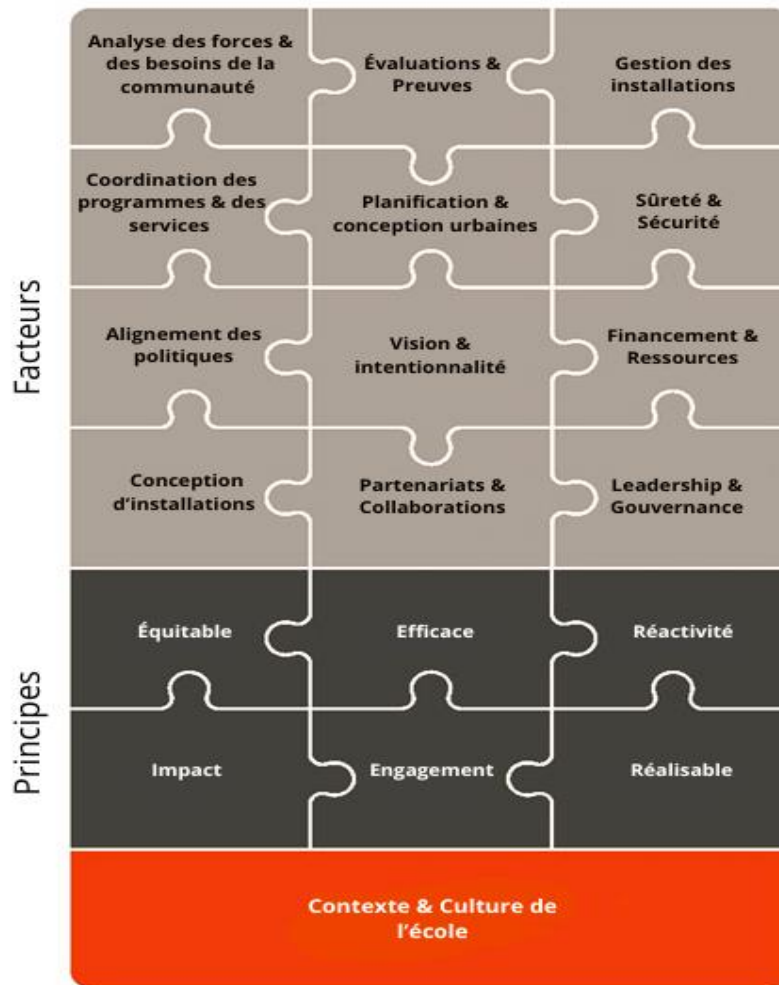 Analyse des forces &
des besoins de la
communauté
Évaluations &
Preuves
Gestion des
installations
Coordination des
programmes & des
services
Planification &
conception urbaines
Sûreté &
Sécurité
Facteurs
Alignement des
politiques
Vision &
intentionnalité
Financement &
Ressources
Conception
d'installations
Partenariats &
Collaborations
Leadership &
Gouvernance
Équitable
Efficace
Réactivité
Principes
Impact
Engagement
Réalisable
Contexte & Culture de
l'école